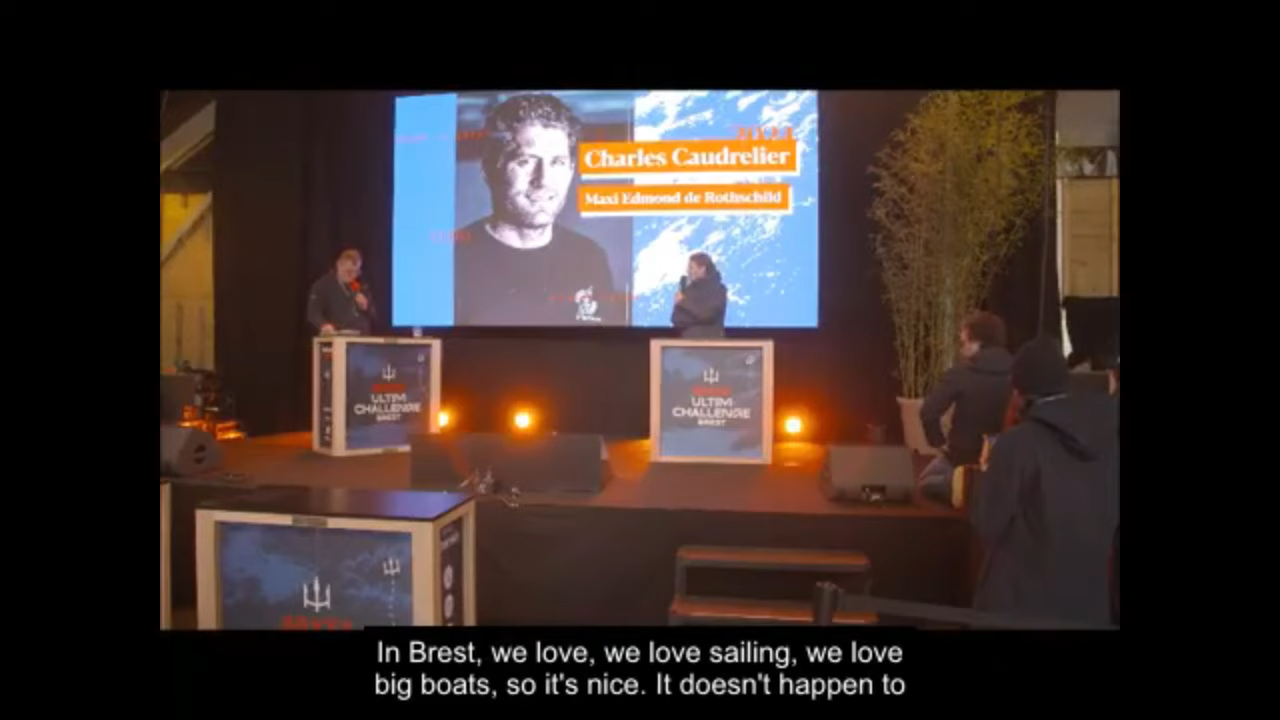 Charles Caudrelier
Maxi Edmond de Rothschild
ULTIM
CHALLENGE
BREST
ULTIM
CHALLENGE
BREST
In Brest, we love, we love sailing, we love
big boats, so it's nice. It doesn't happen to